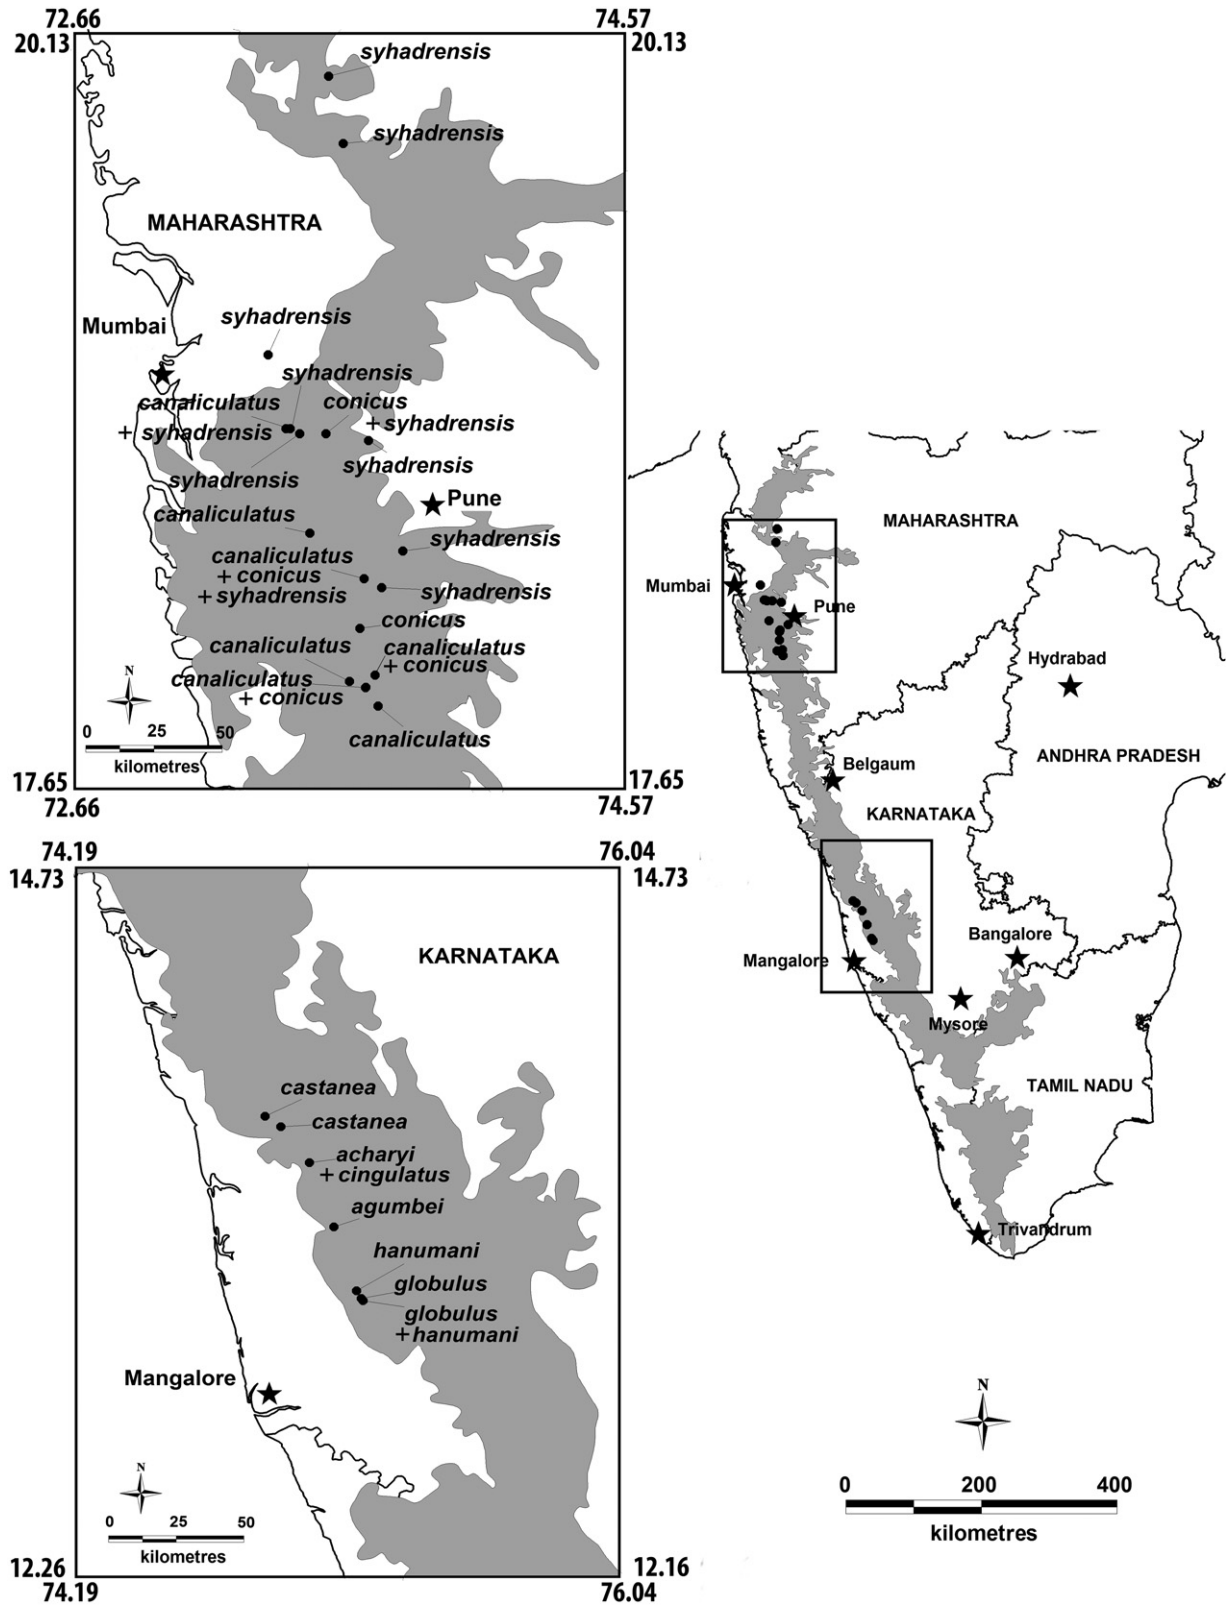 72.66
74.57
20.13
20.13
syhadrensis
syhadrensis
MAHARASHTRA
Mumbai
syhadrensis
syhadrensis
canaliculatus
+ syhadrensis
conicus
+ syhadrensis
syhadrensis
syhadrensis
Pune
canaliculatus
syhadrensis
canaliculatus
+ conicus
+ syhadrensis
syhadrensis
conicus
canaliculatus
canaliculatus
+ conicus
canaliculatus
+ conicus
canaliculatus
N
0 25 50
kilometres
17.65
17.65
72.66
74.57
74.19
76.04
14.73
14.73
KARNATAKA
castanea
castanea
acharyi
+ cingulatus
agumbei
hanumani
globulus
globulus
+ hanumani
Mangalore
N
0 25 50
kilometres
12.26
12.16
74.19
76.04
MAHARASHTRA
Mumbai
Pune
Hydrabad
ANDHRA PRADESH
Belgaum
KARNATAKA
Bangalore
Mangalore
Mysore
TAMIL NADU
Trivandrum
N
0 200 400
kilometres